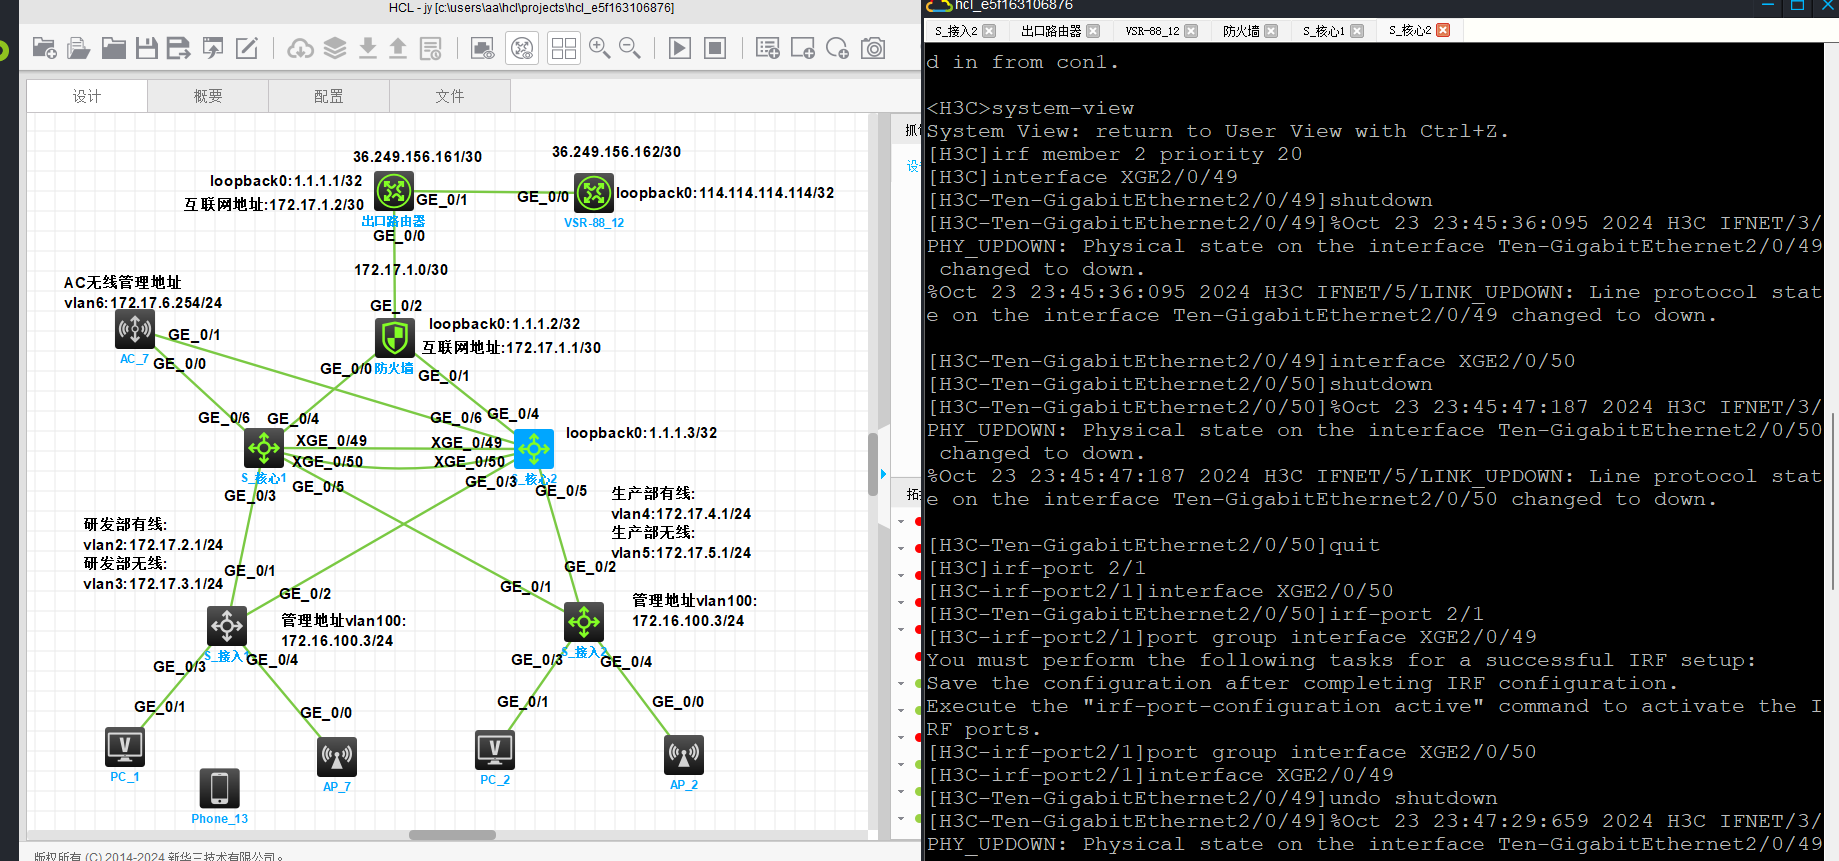 HCL - jy [c:\users\aa\hcl\projects\hcl_e5f163106876]
设计
概要
配置
文件
36.249.156.161/30
36.249.156.162/30
loopback0:1.1.1.1/32
互联网地址:172.17.1.2/30
GE_0/1
GE_0/0
loopback0:114.114.114.114/32
出口路由器
VSR-88_12
GE_0/0
172.17.1.0/30
AC无线管理地址
vlan6:172.17.6.254/24
GE_0/2
loopback0:1.1.1.2/32
互联网地址:172.17.1.1/30
GE_0/1
AC_7
GE_0/0
GE_0/0
防火墙
GE_0/1
GE_0/6
GE_0/4
GE_0/6
GE_0/4
loopback0:1.1.1.3/32
XGE_0/49
XGE_0/49
XGE_0/50
XGE_0/50
S_核心1
S_核心2
GE_0/3
GE_0/5
GE_0/3
GE_0/5
生产部有线:
vlan4:172.17.4.1/24
生产部无线:
vlan5:172.17.5.1/24
研发部有线:
vlan2:172.17.2.1/24
研发部无线:
vlan3:172.17.3.1/24
GE_0/1
GE_0/2
GE_0/1
GE_0/2
管理地址vlan100:
172.16.100.3/24
管理地址vlan100:
172.16.100.3/24
S_接入1
S_接入2
GE_0/3
GE_0/4
GE_0/3
GE_0/4
GE_0/1
GE_0/0
GE_0/1
GE_0/0
PC_1
AP_7
PC_2
AP_2
Phone_13
版权所有 (C) 2014-2024 新华三技术有限公司。
hcl_e5f163106876
S_接入2
出口路由器
VSR-88_12
防火墙
S_核心1
S_核心2
d in from con1.
<H3C>system-view
System View: return to User View with Ctrl+Z.
[H3C]irf member 2 priority 20
[H3C]interface XGE2/0/49
[H3C-Ten-GigabitEthernet2/0/49]shutdown
[H3C-Ten-GigabitEthernet2/0/49]%Oct 23 23:45:36:095 2024 H3C IFNET/3/
PHY_UPDOWN: Physical state on the interface Ten-GigabitEthernet2/0/49
changed to down.
%Oct 23 23:45:36:095 2024 H3C IFNET/5/LINK_UPDOWN: Line protocol stat
e on the interface Ten-GigabitEthernet2/0/49 changed to down.
[H3C-Ten-GigabitEthernet2/0/49]interface XGE2/0/50
[H3C-Ten-GigabitEthernet2/0/50]shutdown
[H3C-Ten-GigabitEthernet2/0/50]%Oct 23 23:45:47:187 2024 H3C IFNET/3/
PHY_UPDOWN: Physical state on the interface Ten-GigabitEthernet2/0/50
changed to down.
%Oct 23 23:45:47:187 2024 H3C IFNET/5/LINK_UPDOWN: Line protocol stat
e on the interface Ten-GigabitEthernet2/0/50 changed to down.
[H3C-Ten-GigabitEthernet2/0/50]quit
[H3C]irf-port 2/1
[H3C-irf-port2/1]interface XGE2/0/50
[H3C-Ten-GigabitEthernet2/0/50]irf-port 2/1
[H3C-irf-port2/1]port group interface XGE2/0/49
You must perform the following tasks for a successful IRF setup:
Save the configuration after completing IRF configuration.
Execute the "irf-port-configuration active" command to activate the I
RF ports.
[H3C-irf-port2/1]port group interface XGE2/0/50
[H3C-irf-port2/1]interface XGE2/0/49
[H3C-Ten-GigabitEthernet2/0/49]undo shutdown
[H3C-Ten-GigabitEthernet2/0/49]%Oct 23 23:47:29:659 2024 H3C IFNET/3/
PHY_UPDOWN: Physical state on the interface Ten-GigabitEthernet2/0/49